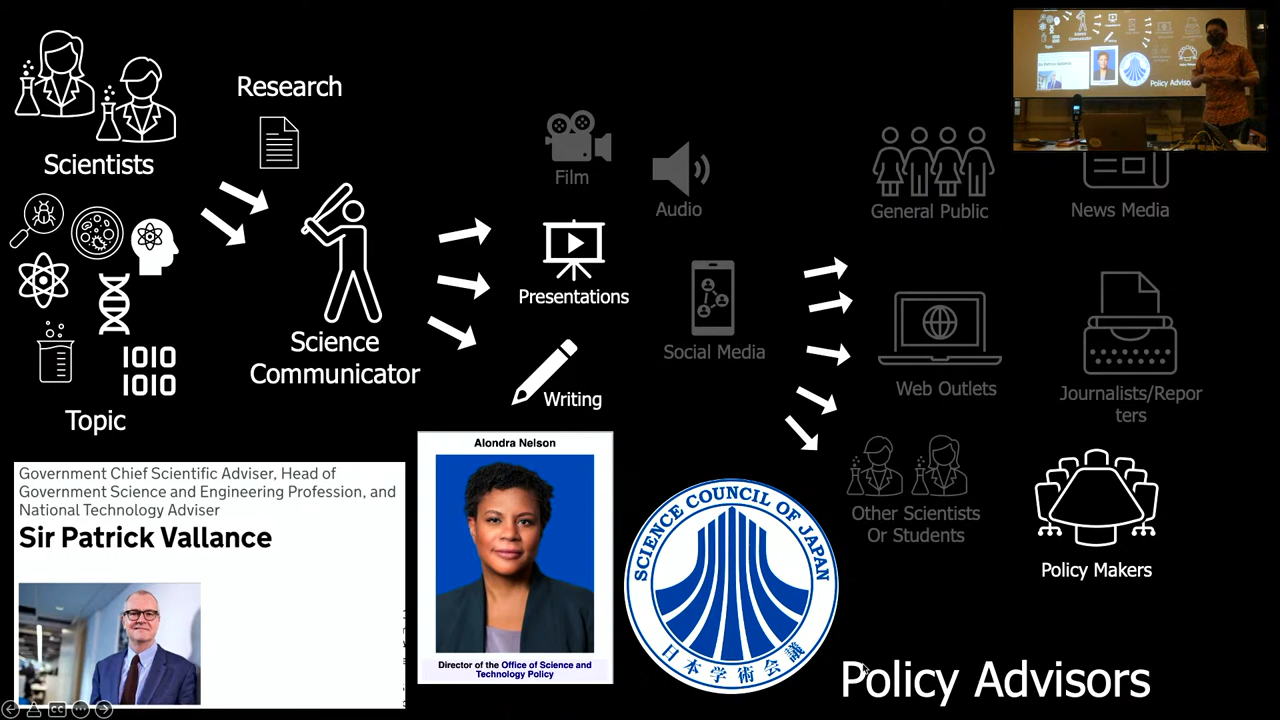 Scientists
Research
Film
Audio
General Public
News Media
Science
Communicator
Presentations
Social Media
Web Outlets
Journalists/Repor
ters
Writing
Topic
1010
1010
Other Scientists
Or Students
Policy Makers
Government Chief Scientific Adviser, Head of
Government Science and Engineering Profession, and
National Technology Adviser
Sir Patrick Vallance
Alondra Nelson
Director of the Office of Science and
Technology Policy
SCIENCE COUNCIL OF JAPAN
日本学術会議
Policy Advisors
CC